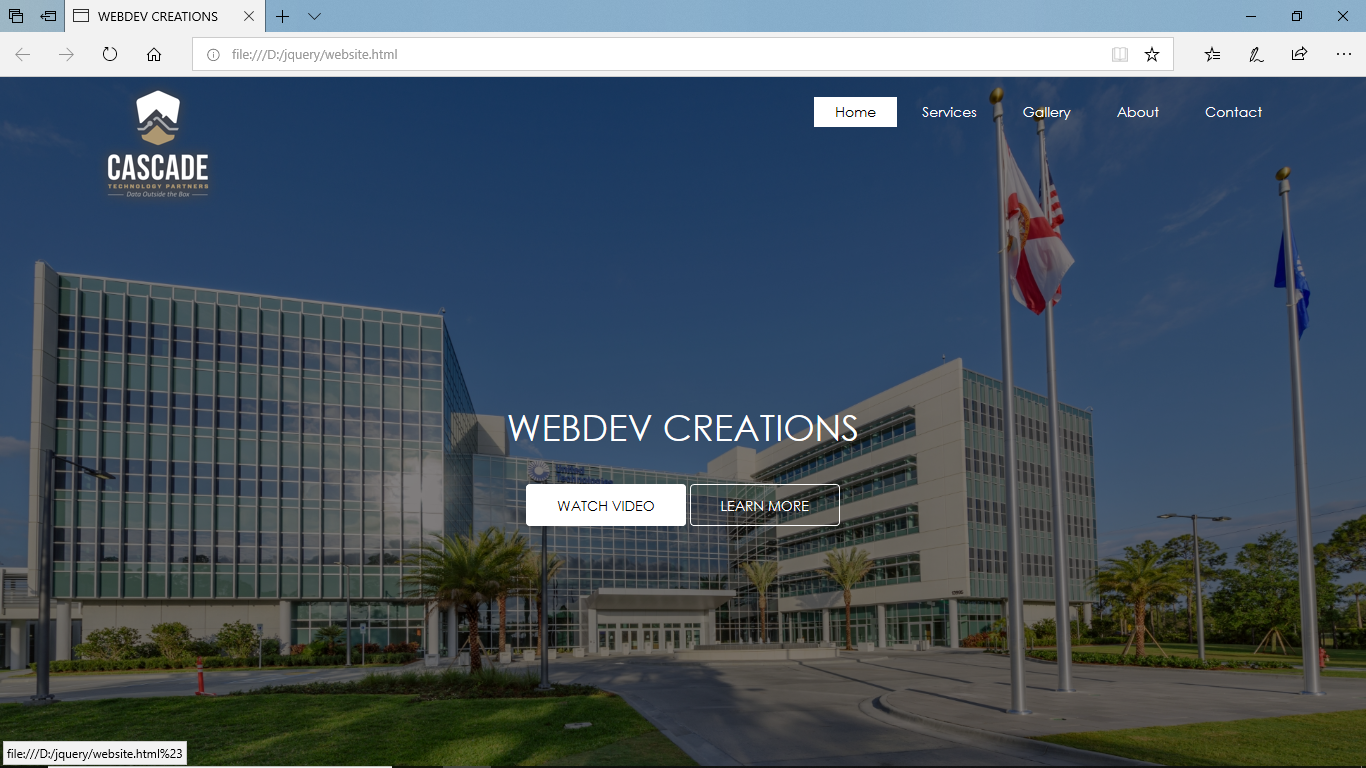 WEBDEV CREATIONS
file:///D:/jquery/website.html
Home Services Gallery About Contact
CASCADE
TECHNOLOGY PARTNERS
Data Outside the Box
WEBDEV CREATIONS
WATCH VIDEO LEARN MORE
file:///D:/jquery/website.html%23